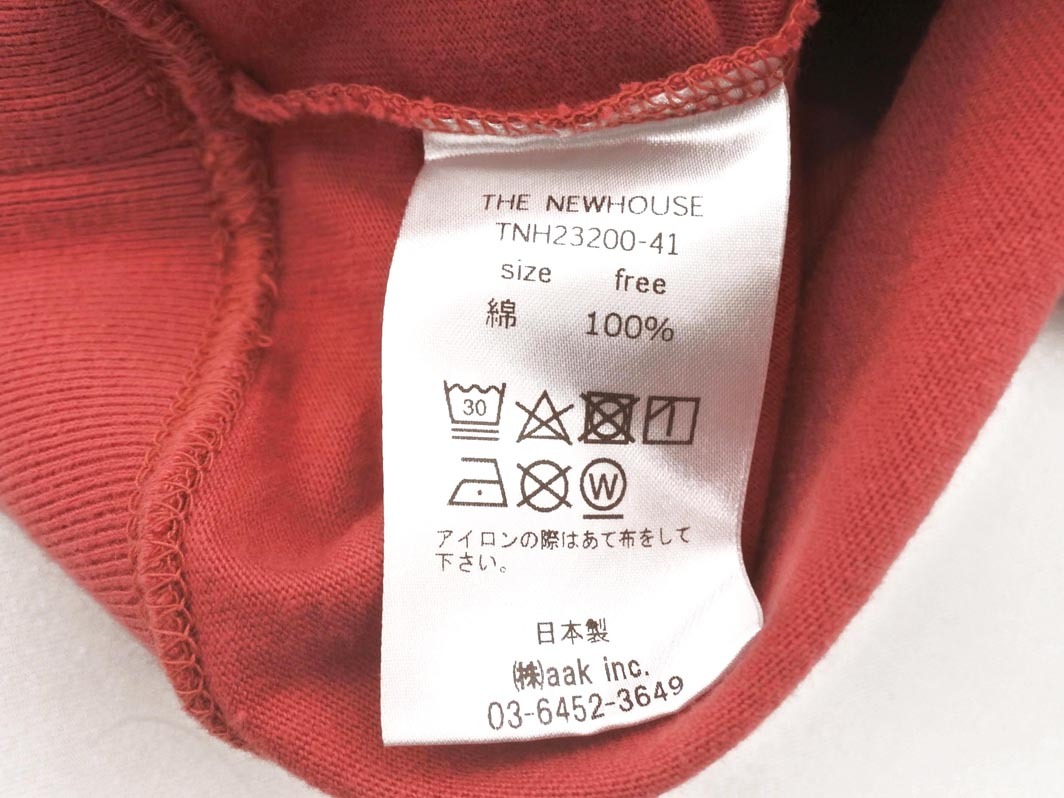 THE NEWHOUSE
TNH23200-41
size free
綿 100%
30
W
アイロンの際はあて布をして
下さい。
日本製
㈱aak inc.
03-6452-3649